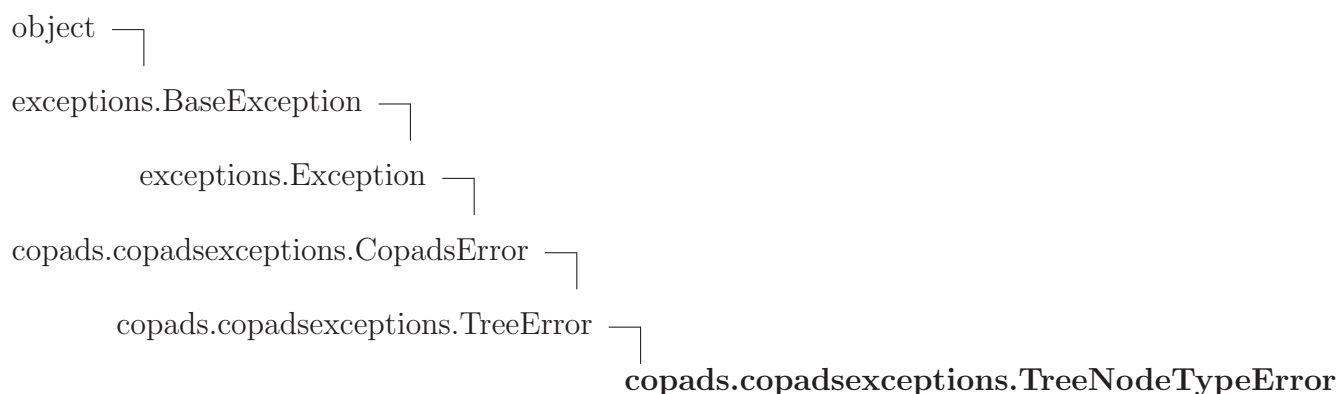 object
exceptions.BaseException
exceptions.Exception
copads.copadsexceptions.CopadsError
copads.copadsexceptions.TreeError
copads.copadsexceptions.TreeNodeTypeError